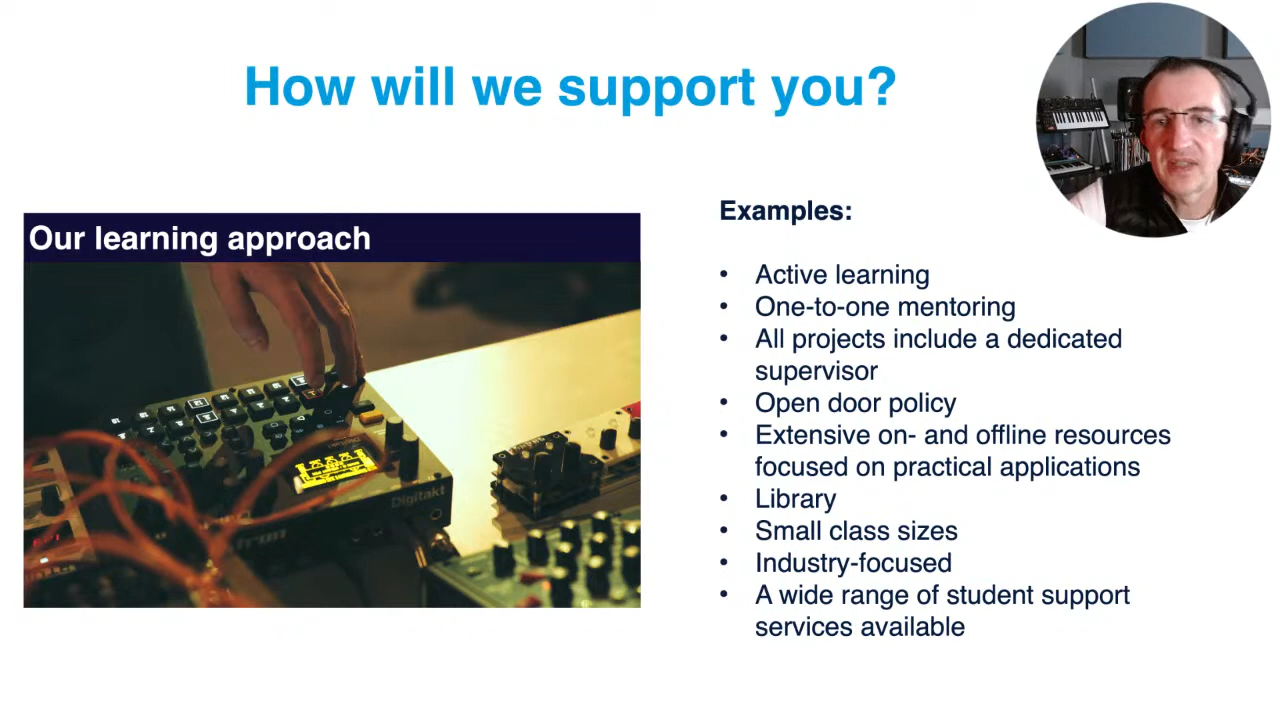 How will we support you?
Our learning approach
Digitakt
Examples:
• Active learning
• One-to-one mentoring
• All projects include a dedicated
supervisor
• Open door policy
• Extensive on- and offline resources
focused on practical applications
• Library
• Small class sizes
• Industry-focused
• A wide range of student support
services available